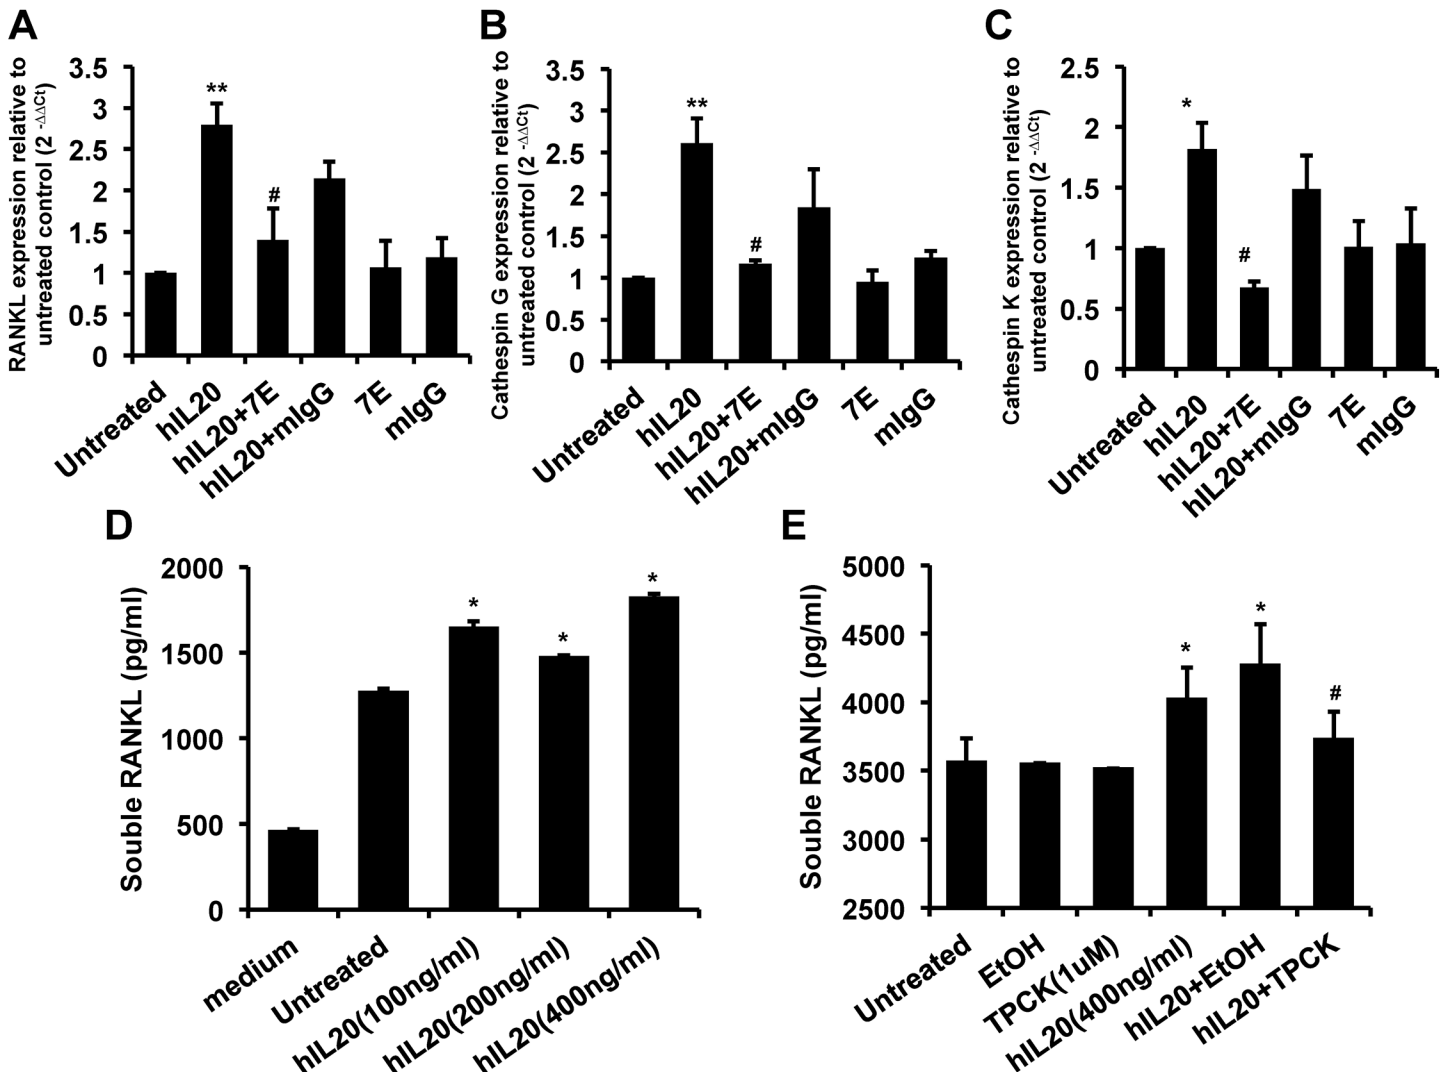 A
RANKL expression relative to
untreated control (2 -ΔΔCt)
3.5
3
2.5
2
1.5
1
0.5
0
**
#
Untreated
hIL20
hIL20+7E
hIL20+mIgG
7E
mIgG
B
Cathespin G expression relative to
untreated control (2 -ΔΔCt)
3.5
3
2.5
2
1.5
1
0.5
0
**
#
Untreated
hIL20
hIL20+7E
hIL20+mIgG
7E
mIgG
C
Cathespin K expression relative to
untreated control (2 -ΔΔCt)
2.5
2
1.5
1
0.5
0
*
#
Untreated
hIL20
hIL20+7E
hIL20+mIgG
7E
mIgG
D
Souble RANKL (pg/ml)
2000
1500
1000
500
0
*
*
*
medium
Untreated
hIL20(100ng/ml)
hIL20(200ng/ml)
hIL20(400ng/ml)
E
Souble RANKL (pg/ml)
5000
4500
4000
3500
3000
2500
*
*
#
Untreated
EtOH
TPCK(1uM)
hIL20(400ng/ml)
hIL20+EtOH
hIL20+TPCK